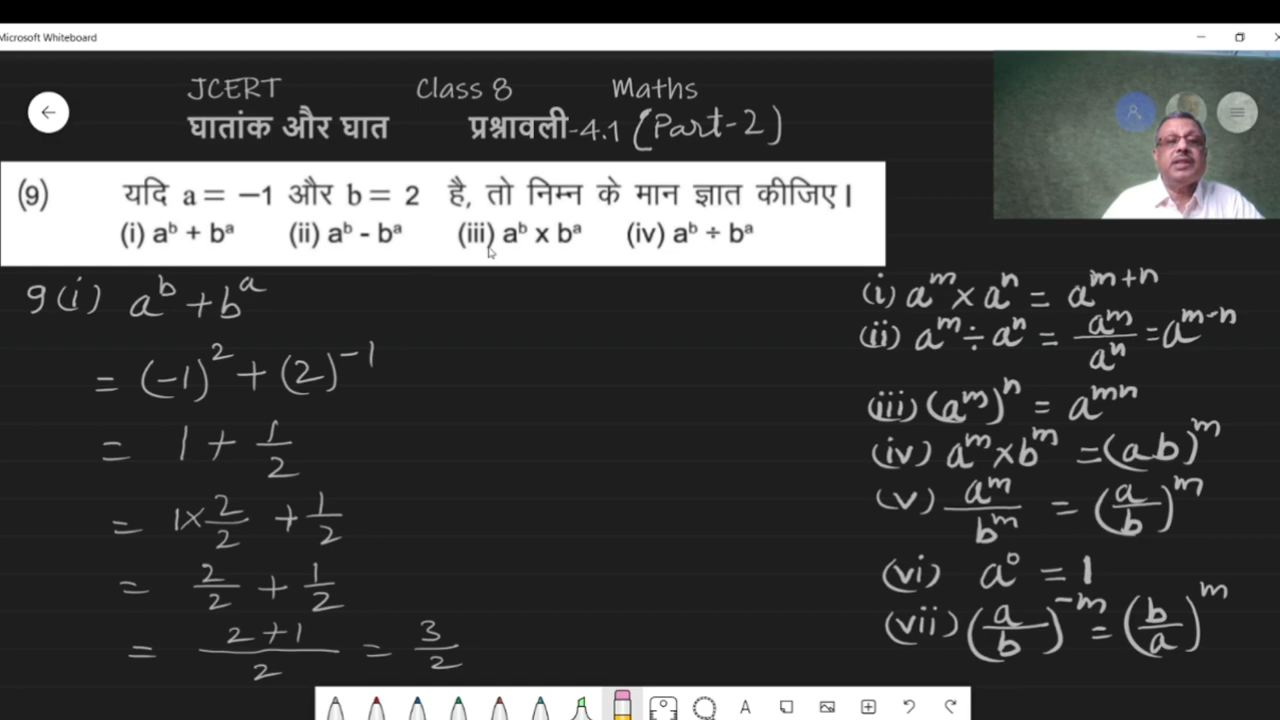 Microsoft Whiteboard
JCERT Class 8 Maths
घातांक और घात प्रश्नावली-4.1 (Part-2)
(9) यदि a = −1 और b = 2 है, तो निम्न के मान ज्ञात कीजिए |
(i) aᵇ + bᵃ (ii) aᵇ - bᵃ (iii) aᵇ x bᵃ (iv) aᵇ ÷ bᵃ
9(i) aᵇ + bᵃ
= (-1)² + (2)⁻¹
= 1 + 1/2
= 1 × 2/2 + 1/2
= 2/2 + 1/2
= (2+1)/2 = 3/2
(i) aᵐ × aⁿ = aᵐ⁺ⁿ
(ii) aᵐ ÷ aⁿ = aᵐ/aⁿ = aᵐ⁻ⁿ
(iii) (aᵐ)ⁿ = aᵐⁿ
(iv) aᵐ × bᵐ = (ab)ᵐ
(v) aᵐ/bᵐ = (a/b)ᵐ
(vi) a⁰ = 1
(vii) (a/b)⁻ᵐ = (b/a)ᵐ
A